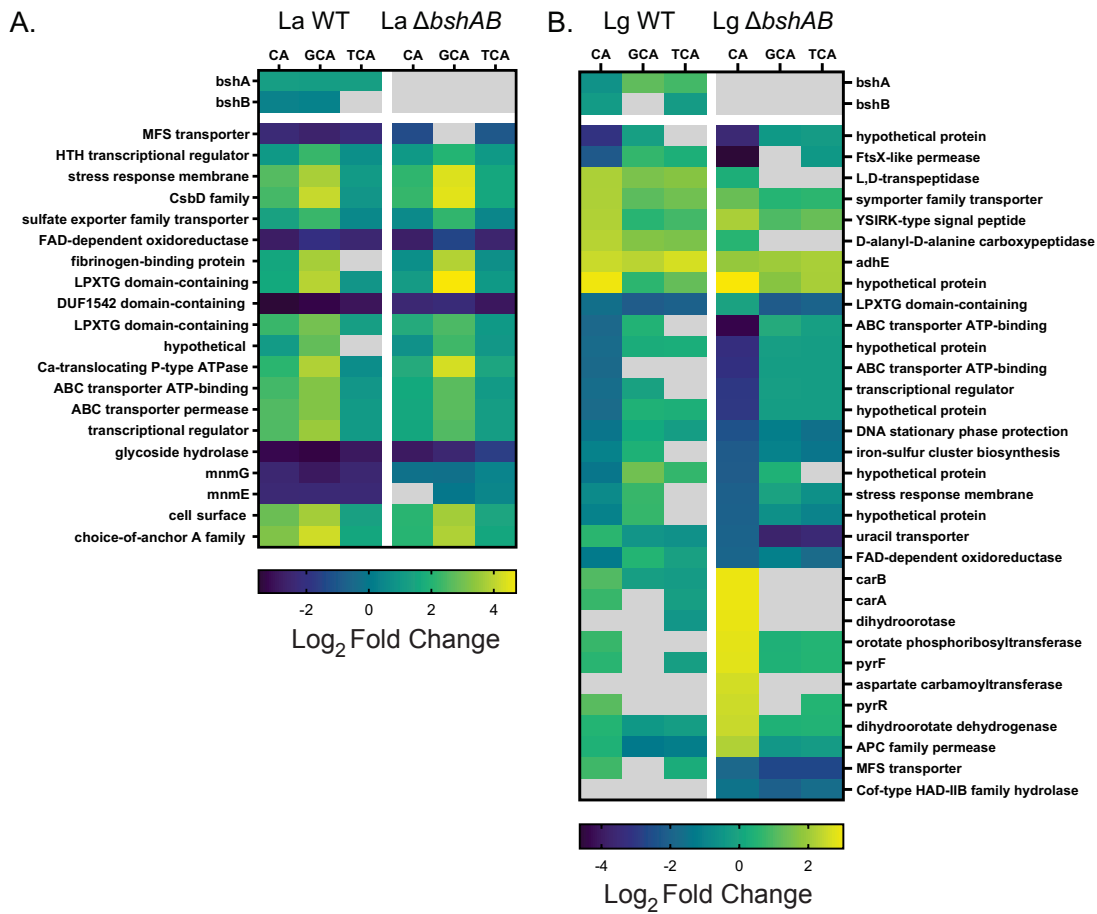 A.
La WT
La ΔbshAB
CA GCA TCA
CA GCA TCA
bshA
bshB
MFS transporter
HTH transcriptional regulator
stress response membrane
CsbD family
sulfate exporter family transporter
FAD-dependent oxidoreductase
fibrinogen-binding protein
LPXTG domain-containing
DUF1542 domain-containing
LPXTG domain-containing
hypothetical
Ca-translocating P-type ATPase
ABC transporter ATP-binding
ABC transporter permease
transcriptional regulator
glycoside hydrolase
mnmG
mnmE
cell surface
choice-of-anchor A family
-2 0 2 4
Log2 Fold Change
B.
Lg WT
Lg ΔbshAB
CA GCA TCA
CA GCA TCA
bshA
bshB
hypothetical protein
FtsX-like permease
L,D-transpeptidase
symporter family transporter
YSIRK-type signal peptide
D-alanyl-D-alanine carboxypeptidase
adhE
hypothetical protein
LPXTG domain-containing
ABC transporter ATP-binding
hypothetical protein
ABC transporter ATP-binding
transcriptional regulator
hypothetical protein
DNA stationary phase protection
iron-sulfur cluster biosynthesis
hypothetical protein
stress response membrane
hypothetical protein
uracil transporter
FAD-dependent oxidoreductase
carB
carA
dihydroorotase
orotate phosphoribosyltransferase
pyrF
aspartate carbamoyltransferase
pyrR
dihydroorotate dehydrogenase
APC family permease
MFS transporter
Cof-type HAD-IIB family hydrolase
-4 -2 0 2
Log2 Fold Change